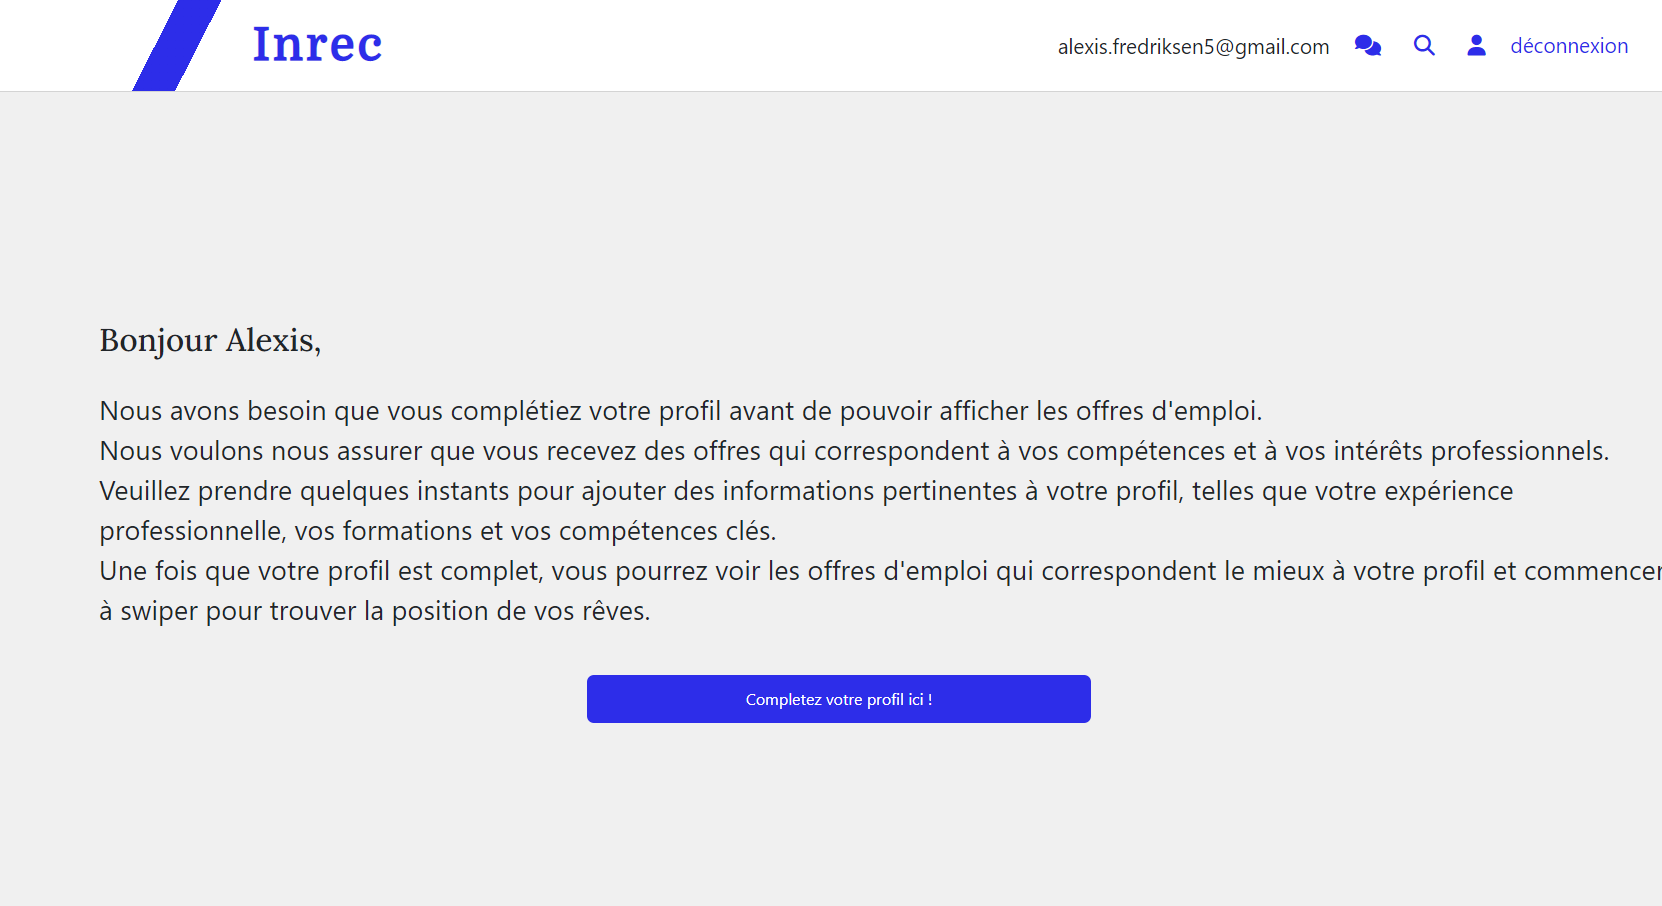 Inrec
alexis.fredriksen5@gmail.com déconnexion
Bonjour Alexis,
Nous avons besoin que vous complétiez votre profil avant de pouvoir afficher les offres d'emploi.
Nous voulons nous assurer que vous recevez des offres qui correspondent à vos compétences et à vos intérêts professionnels.
Veuillez prendre quelques instants pour ajouter des informations pertinentes à votre profil, telles que votre expérience
professionnelle, vos formations et vos compétences clés.
Une fois que votre profil est complet, vous pourrez voir les offres d'emploi qui correspondent le mieux à votre profil et commencer
à swiper pour trouver la position de vos rêves.
Completez votre profil ici !